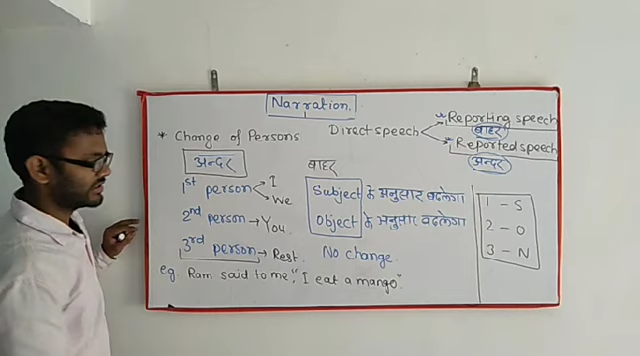 Narration.
* Change of Persons
Direct speech
* Reporting speech
बाहर
* Reported speech
अन्दर
अन्दर
बाहर
1st person I
We
Subject के अनुसार बदलेगा
2nd person → You
Object के अनुसार बदलेगा
3rd person → Rest.
No change.
1 - S
2 - O
3 - N
eg. Ram said to me, "I eat a mango".